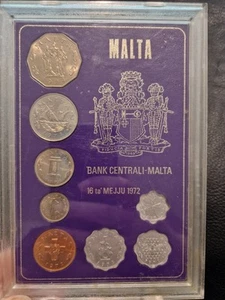 MALTA
BANK CENTRALI-MALTA
16 ta' MEJJU 1972